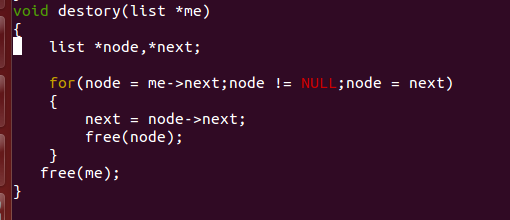 void destory(list *me)
{
    list *node,*next;

    for(node = me->next;node != NULL;node = next)
    {
        next = node->next;
        free(node);
    }
   free(me);
}